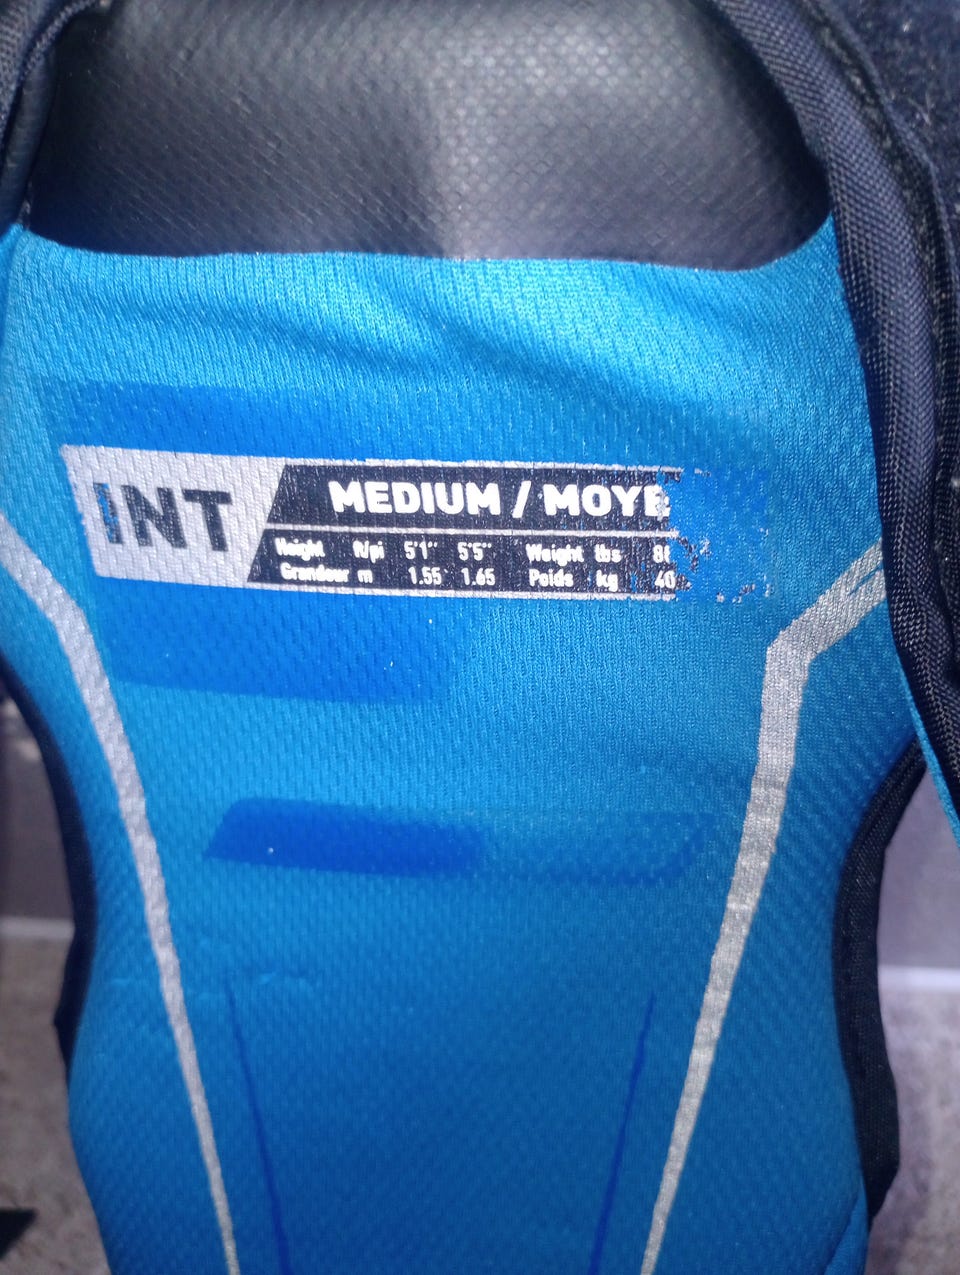 INT
MEDIUM / MOYE
Height ft/pi 5'1'' 5'5'' Weight lbs
Grandeur m 1.55 1.65 Poids kg 40